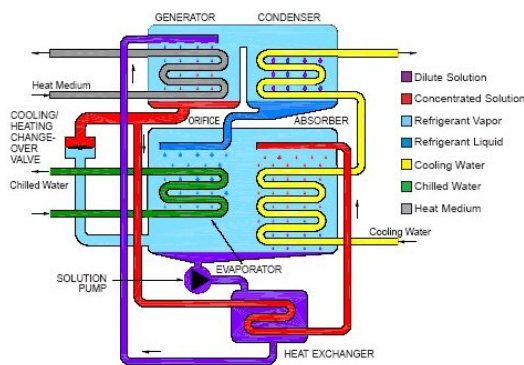 GENERATOR
CONDENSER
Heat Medium
COOLING/
HEATING
CHANGE-
OVER
VALVE
ORIFICE
ABSORBER
Chilled Water
Cooling Water
EVAPORATOR
SOLUTION
PUMP
HEAT EXCHANGER
Dilute Solution
Concentrated Solution
Refrigerant Vapor
Refrigerant Liquid
Cooling Water
Chilled Water
Heat Medium